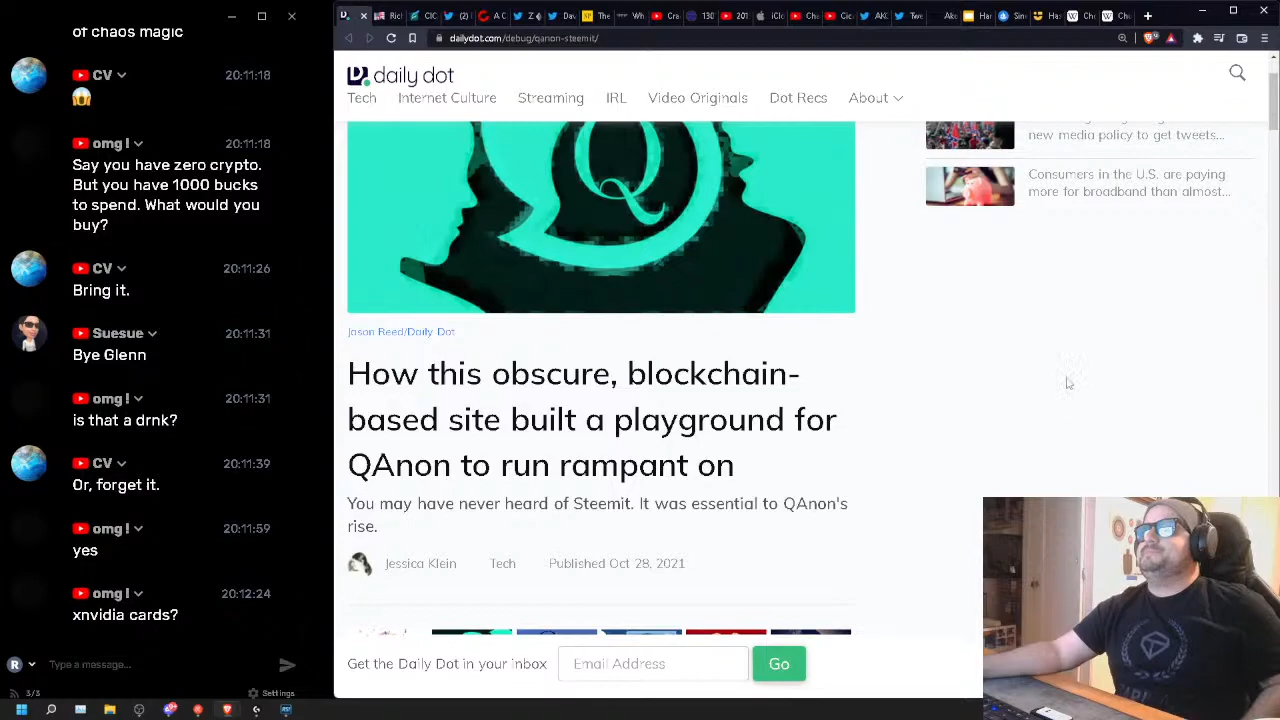 of chaos magic
CV 20:11:18
omg ! 20:11:18
Say you have zero crypto.
But you have 1000 bucks
to spend. What would you
buy?
CV 20:11:26
Bring it.
Suesue 20:11:31
Bye Glenn
omg ! 20:11:31
is that a drnk?
CV 20:11:39
Or, forget it.
omg ! 20:11:59
yes
omg ! 20:12:24
xnvidia cards?
R Type a message...
3/3 Settings
dailydot.com/debug/qanon-steemit/
daily dot
Tech Internet Culture Streaming IRL Video Originals Dot Recs About
new media policy to get tweets...
Consumers in the U.S. are paying
more for broadband than almost...
Q
Jason Reed/Daily Dot
How this obscure, blockchain-
based site built a playground for
QAnon to run rampant on
You may have never heard of Steemit. It was essential to QAnon's
rise.
Jessica Klein Tech Published Oct 28, 2021
Get the Daily Dot in your inbox Email Address Go